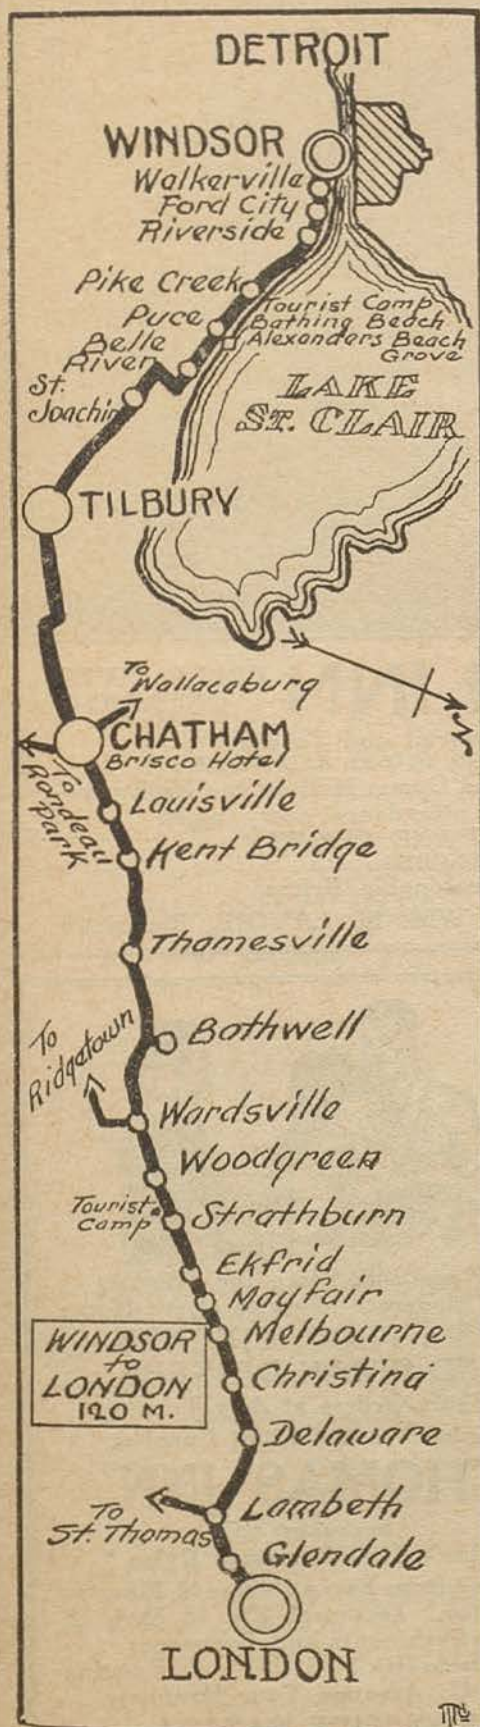 DETROIT
WINDSOR
Walkerville
Ford City
Riverside
Pike Creek
Puce
Tourist Camp
Bathing Beach
Alexanders Beach
Grove
Belle
River
St.
Joachim
LAKE
ST. CLAIR
TILBURY
To
Wallaceburg
N
CHATHAM
Brisco Hotel
To
Rondeau
Park
Louisville
Kent Bridge
Thamesville
To
Ridgetown
Bothwell
Wardsville
Woodgreen
Tourist
Camp
Strathburn
Ekfrid
Mayfair
WINDSOR
to
LONDON
120 M.
Melbourne
Christina
Delaware
Lambeth
To
St. Thomas
Glendale
LONDON